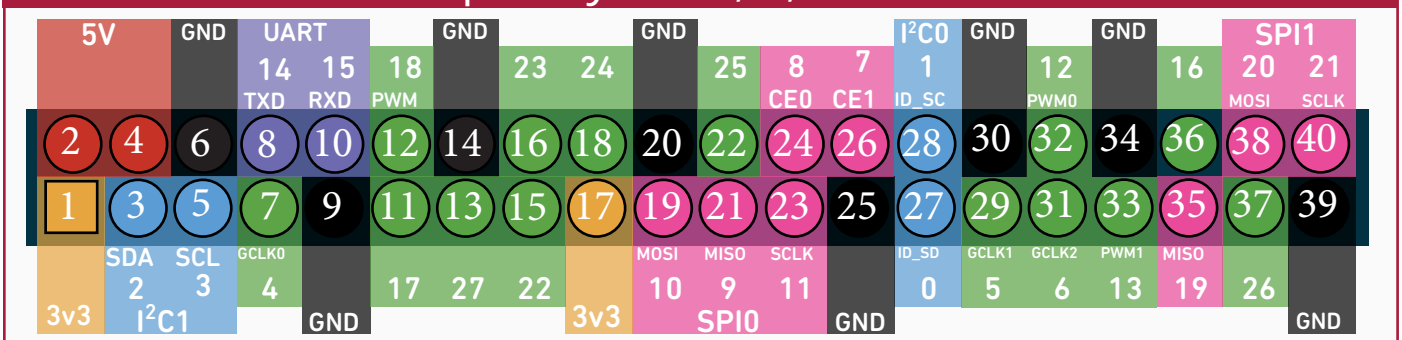 5V GND UART GND GND I²C0 GND GND SPI1
14 15 18 23 24 25 8 7 1 12 16 20 21
TXD RXD PWM CE0 CE1 ID_SC PWM0 MOSI SCLK
2 4 6 8 10 12 14 16 18 20 22 24 26 28 30 32 34 36 38 40
1 3 5 7 9 11 13 15 17 19 21 23 25 27 29 31 33 35 37 39
SDA SCL GCLK0 MOSI MISO SCLK ID_SD GCLK1 GCLK2 PWM1 MISO
2 3 4 17 27 22 10 9 11 0 5 6 13 19 26
3v3 I²C1 GND 3v3 SPI0 GND GND